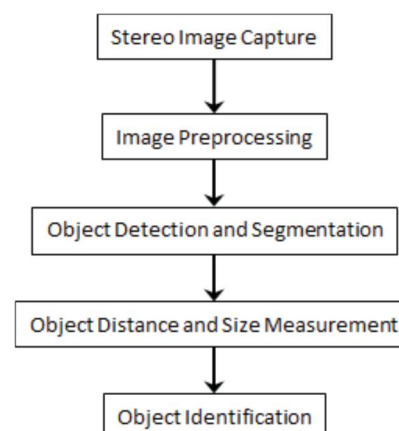 Stereo Image Capture
Image Preprocessing
Object Detection and Segmentation
Object Distance and Size Measurement
Object Identification